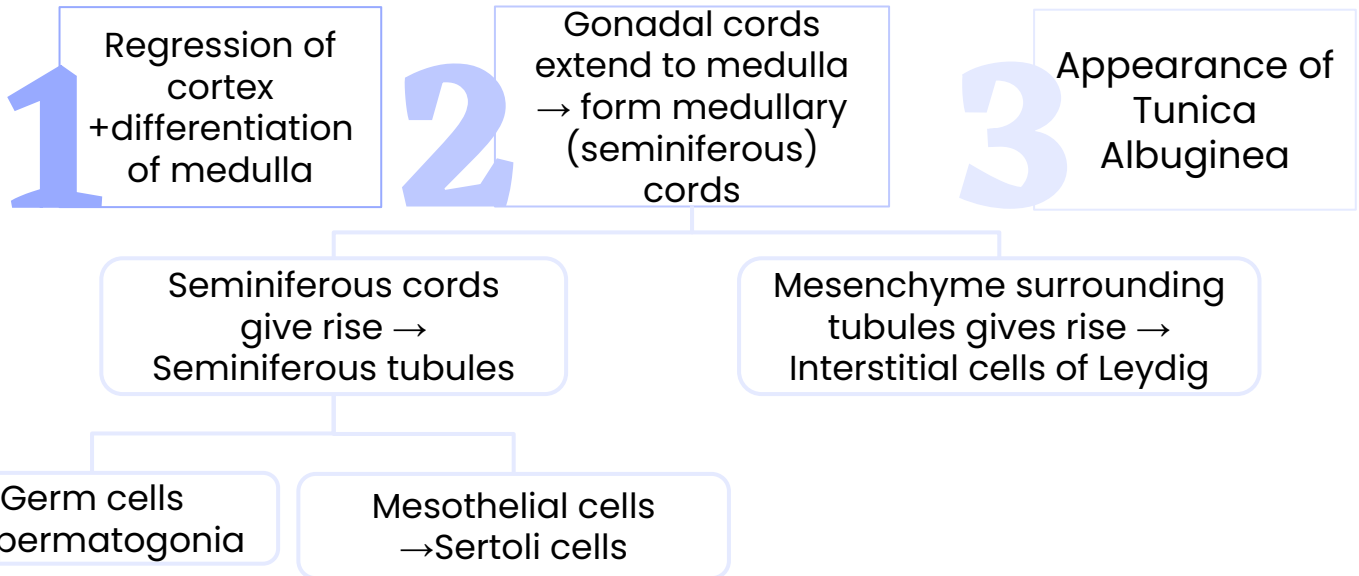 1
Regression of
cortex
+differentiation
of medulla
2
Gonadal cords
extend to medulla
→ form medullary
(seminiferous)
cords
3
Appearance of
Tunica
Albuginea
Seminiferous cords
give rise →
Seminiferous tubules
Mesenchyme surrounding
tubules gives rise →
Interstitial cells of Leydig
Germ cells
permatogonia
Mesothelial cells
→Sertoli cells